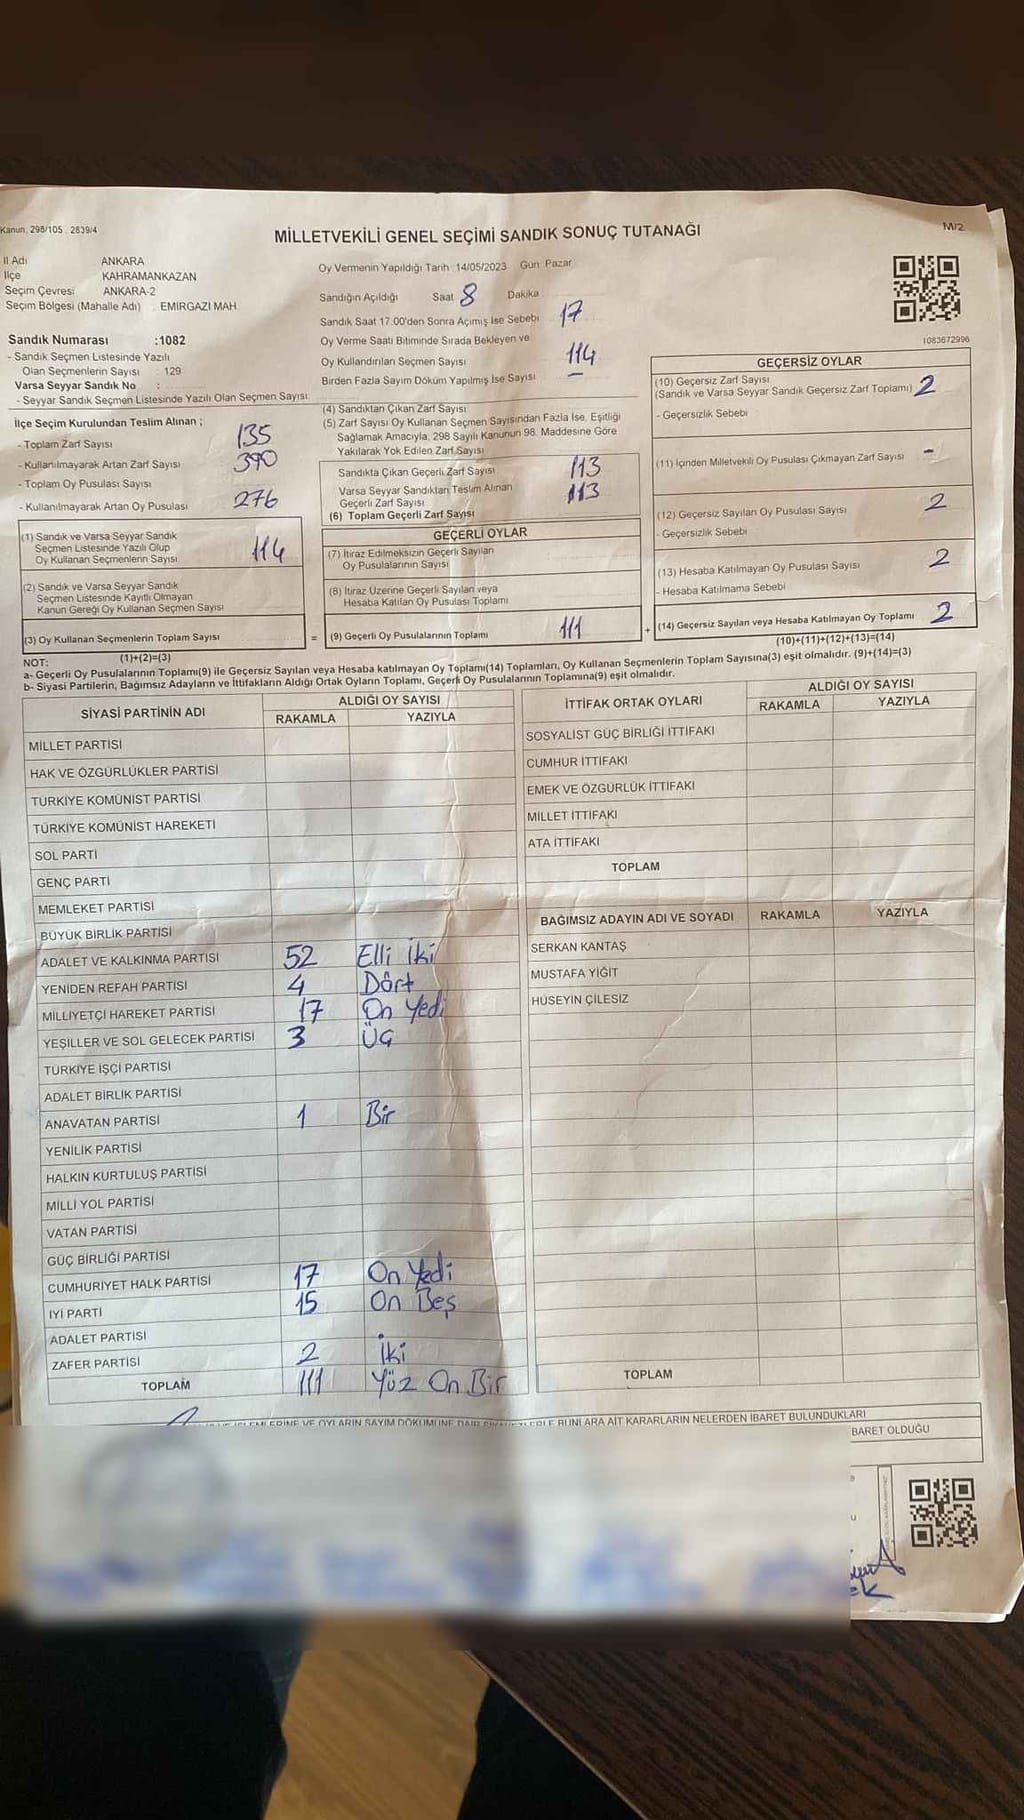 Kanun, 298/105 2839/4
M/2
MİLLETVEKİLİ GENEL SEÇİMİ SANDIK SONUÇ TUTANAĞI
İl Adı ANKARA
İlçe KAHRAMANKAZAN
Seçim Çevresi ANKARA-2
Seçim Bölgesi (Mahalle Adı) EMİRGAZİ MAH
Oy Vermenin Yapıldığı Tarih 14/05/2023 Gün: Pazar
Sandığın Açıldığı Saat 8 Dakika :
Sandık Saat 17.00'den Sonra Açılmış İse Sebebi 17
Oy Verme Saati Bitiminde Sırada Bekleyen ve
Oy Kullandırılan Seçmen Sayısı 114
Birden Fazla Sayım Döküm Yapılmış İse Sayısı
Sandık Numarası :1082
- Sandık Seçmen Listesinde Yazılı
Olan Seçmenlerin Sayısı : 129
Varsa Seyyar Sandık No :
- Seyyar Sandık Seçmen Listesinde Yazılı Olan Seçmen Sayısı:
İlçe Seçim Kurulundan Teslim Alınan ;
- Toplam Zarf Sayısı 135
- Kullanılmayarak Artan Zarf Sayısı 390
- Toplam Oy Pusulası Sayısı
- Kullanılmayarak Artan Oy Pusulası 276
(1) Sandık ve Varsa Seyyar Sandık
Seçmen Listesinde Yazılı Olup
Oy Kullanan Seçmenlerin Sayısı 114
(2) Sandık ve Varsa Seyyar Sandık
Seçmen Listesinde Kayıtlı Olmayan
Kanun Gereği Oy Kullanan Seçmen Sayısı
(3) Oy Kullanan Seçmenlerin Toplam Sayısı =
(1)+(2)=(3)
(4) Sandıktan Çıkan Zarf Sayısı
(5) Zarf Sayısı Oy Kullanan Seçmen Sayısından Fazla İse, Eşitliği
Sağlamak Amacıyla, 298 Sayılı Kanunun 98. Maddesine Göre
Yakılarak Yok Edilen Zarf Sayısı
Sandıkta Çıkan Geçerli Zarf Sayısı 113
Varsa Seyyar Sandıktan Teslim Alınan
Geçerli Zarf Sayısı 113
(6) Toplam Geçerli Zarf Sayısı
GEÇERLİ OYLAR
(7) İtiraz Edilmeksizin Geçerli Sayılan
Oy Pusulalarının Sayısı
(8) İtiraz Üzerine Geçerli Sayılan veya
Hesaba Katılan Oy Pusulası Toplamı
(9) Geçerli Oy Pusulalarının Toplamı 111 +
1083672996
GEÇERSİZ OYLAR
(10) Geçersiz Zarf Sayısı
(Sandık ve Varsa Seyyar Sandık Geçersiz Zarf Toplamı) 2
- Geçersizlik Sebebi
(11) İçinden Milletvekili Oy Pusulası Çıkmayan Zarf Sayısı -
(12) Geçersiz Sayılan Oy Pusulası Sayısı 2
- Geçersizlik Sebebi
(13) Hesaba Katılmayan Oy Pusulası Sayısı 2
- Hesaba Katılmama Sebebi
(14) Geçersiz Sayılan veya Hesaba Katılmayan Oy Toplamı 2
(10)+(11)+(12)+(13)=(14)
NOT:
a- Geçerli Oy Pusulalarının Toplamı(9) ile Geçersiz Sayılan veya Hesaba katılmayan Oy Toplamı(14) Toplamları, Oy Kullanan Seçmenlerin Toplam Sayısına(3) eşit olmalıdır. (9)+(14)=(3)
b- Siyasi Partilerin, Bağımsız Adayların ve İttifakların Aldığı Ortak Oyların Toplamı, Geçerli Oy Pusulalarının Toplamına(9) eşit olmalıdır.
SİYASİ PARTİNİN ADI ALDIĞI OY SAYISI
RAKAMLA YAZIYLA
MİLLET PARTİSİ
HAK VE ÖZGÜRLÜKLER PARTİSİ
TÜRKİYE KOMÜNİST PARTİSİ
TÜRKİYE KOMÜNİST HAREKETİ
SOL PARTİ
GENÇ PARTİ
MEMLEKET PARTİSİ
BÜYÜK BİRLİK PARTİSİ
ADALET VE KALKINMA PARTİSİ 52 Elli İki
YENİDEN REFAH PARTİSİ 4 Dört
MİLLİYETÇİ HAREKET PARTİSİ 17 On Yedi
YEŞİLLER VE SOL GELECEK PARTİSİ 3 ÜÇ
TÜRKİYE İŞÇİ PARTİSİ
ADALET BİRLİK PARTİSİ
ANAVATAN PARTİSİ 1 Bir
YENİLİK PARTİSİ
HALKIN KURTULUŞ PARTİSİ
MİLLİ YOL PARTİSİ
VATAN PARTİSİ
GÜÇ BİRLİĞİ PARTİSİ
CUMHURİYET HALK PARTİSİ 17 On Yedi
İYİ PARTİ 15 On Beş
ADALET PARTİSİ
ZAFER PARTİSİ 2 İki
TOPLAM 111 Yüz On Bir
İTTİFAK ORTAK OYLARI ALDIĞI OY SAYISI
RAKAMLA YAZIYLA
SOSYALİST GÜÇ BİRLİĞİ İTTİFAKI
CUMHUR İTTİFAKI
EMEK VE ÖZGÜRLÜK İTTİFAKI
MİLLET İTTİFAKI
ATA İTTİFAKI
TOPLAM
BAĞIMSIZ ADAYIN ADI VE SOYADI RAKAMLA YAZIYLA
SERKAN KANTAŞ
MUSTAFA YİĞİT
HÜSEYİN ÇİLESİZ
TOPLAM
VE OYLARIN SAYIM DÖKÜMÜNE DAİR BUNLARA AİT KARARLARIN NELERDEN İBARET BULUNDUKLARI
BARET OLDUĞU